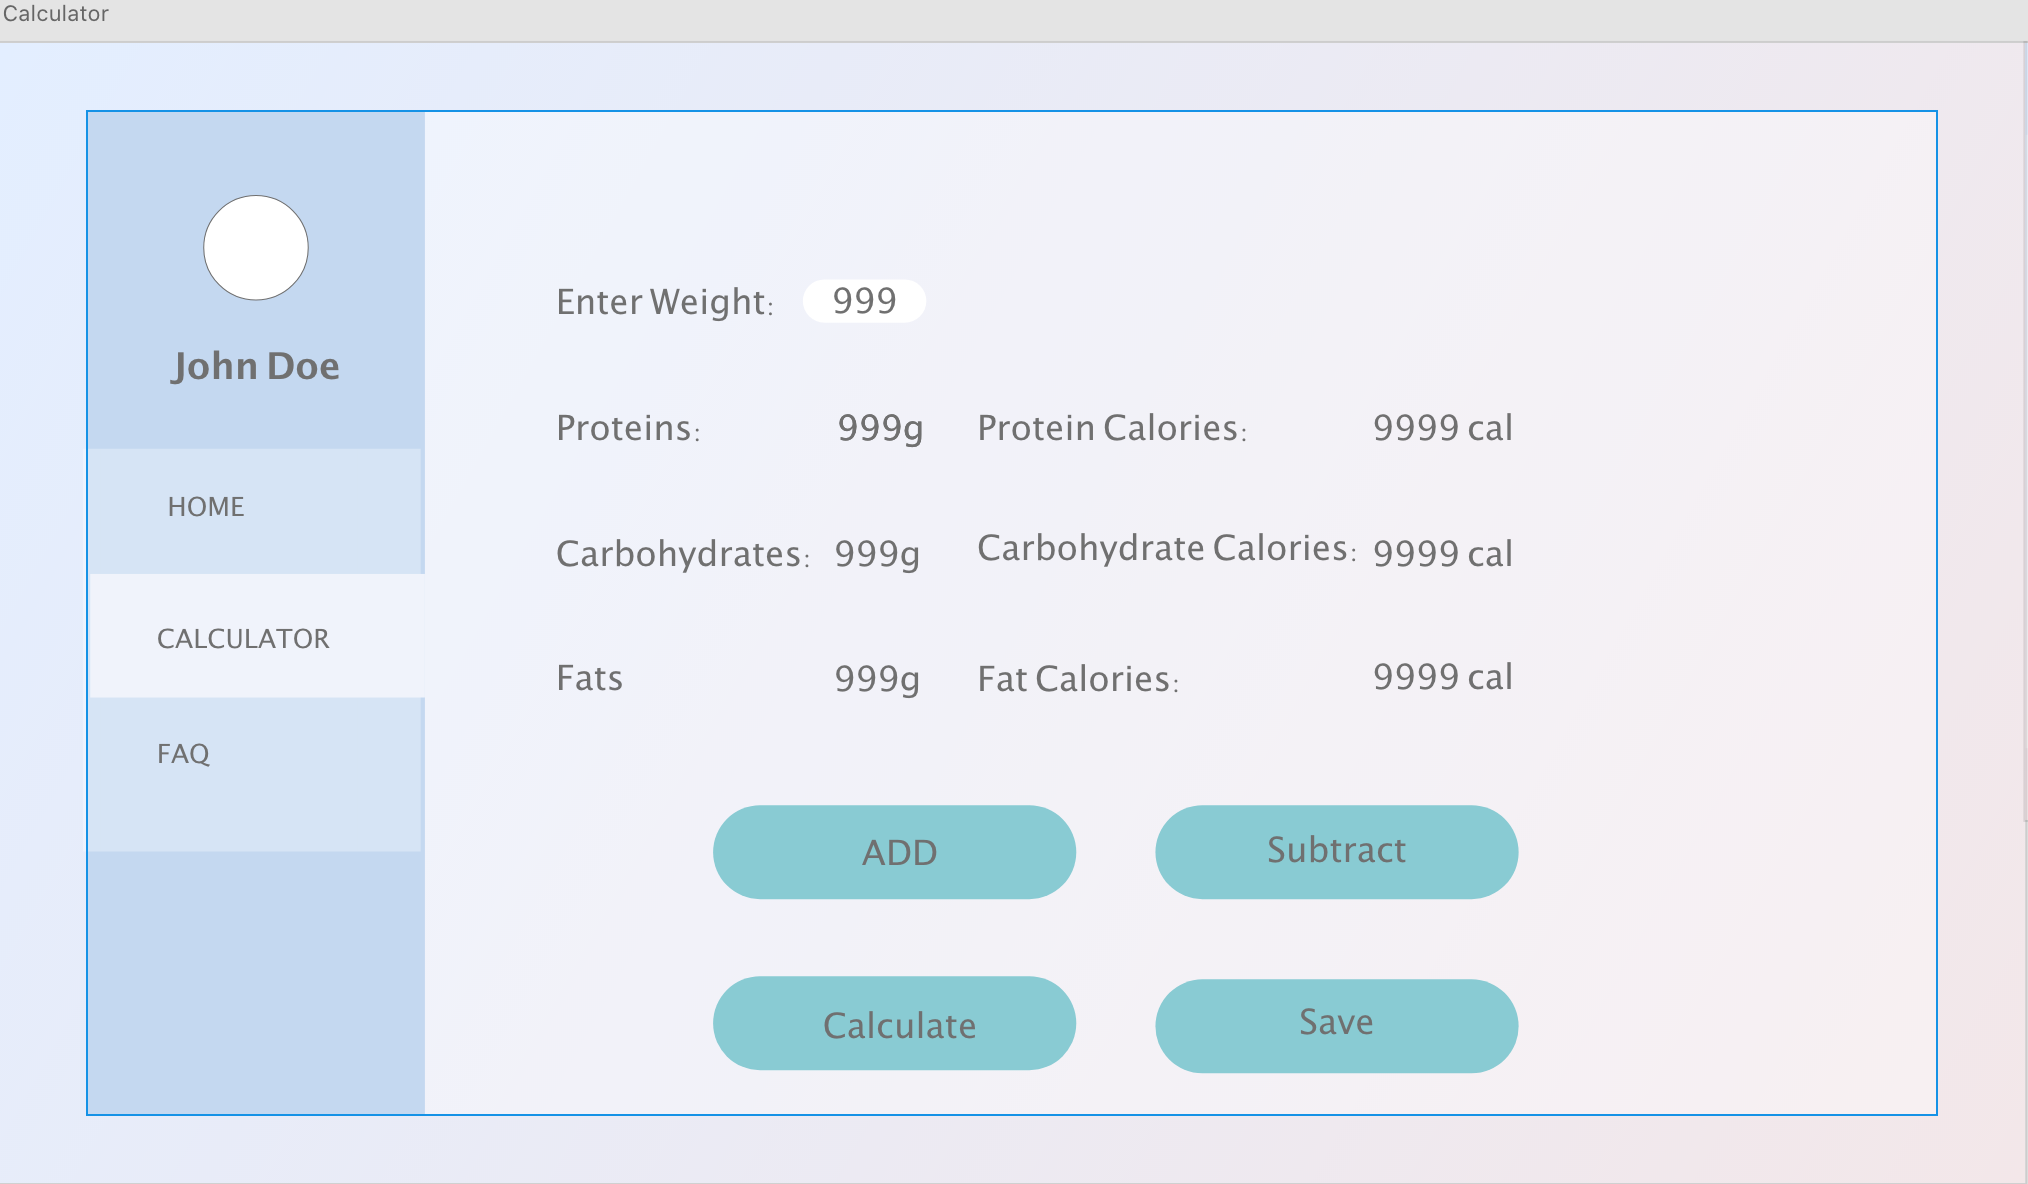 Calculator
John Doe
HOME
CALCULATOR
FAQ
Enter Weight: 999
Proteins: 999g Protein Calories: 9999 cal
Carbohydrates: 999g Carbohydrate Calories: 9999 cal
Fats 999g Fat Calories: 9999 cal
ADD Subtract
Calculate Save